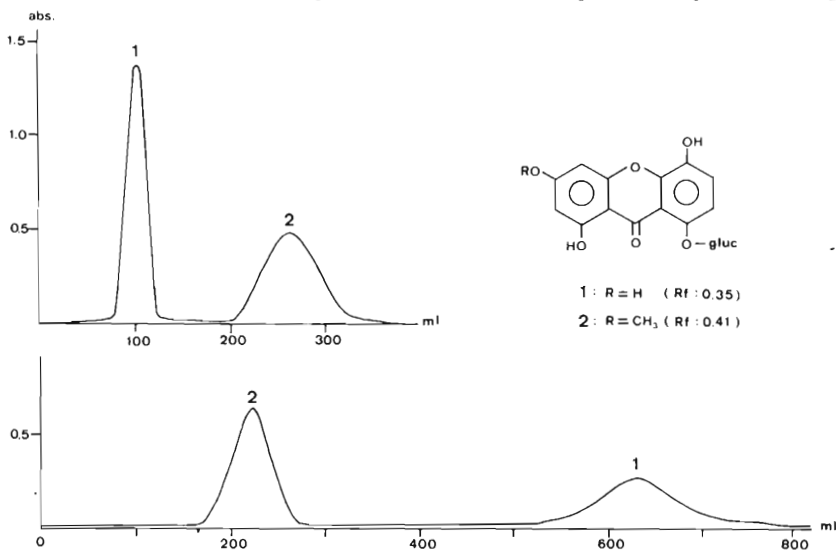 abs.
1.5
1
1.0
OH
O
RO
2
0.5
HO
O
O-gluc
1 : R=H (Rf : 0.35)
ml
2 : R=CH₃ (Rf : 0.41)
100
200
300
2
0.5
1
0
200
400
600
800
ml